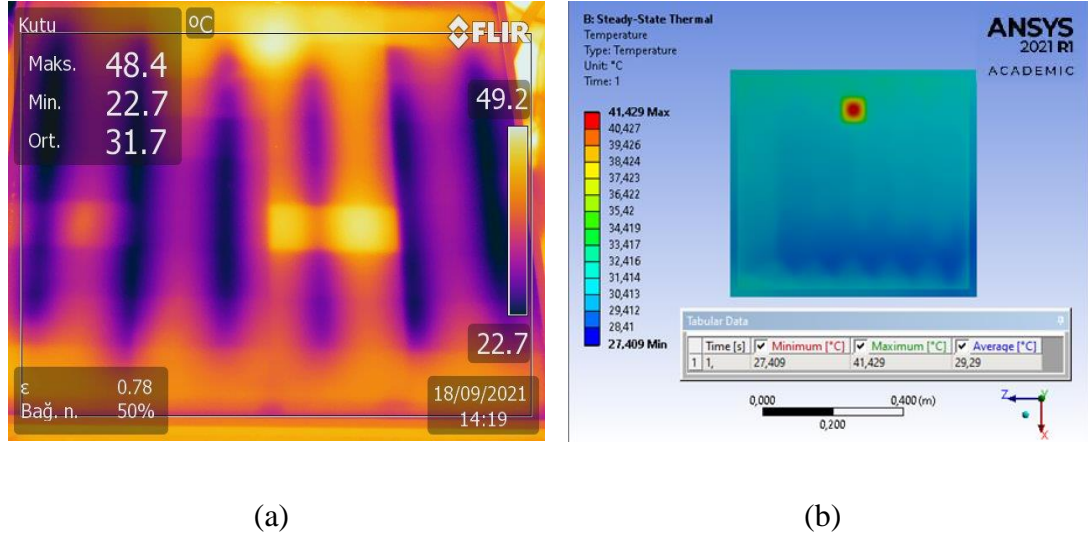 Kutu
°C
FLIR
Maks. 48.4
Min. 22.7
Ort. 31.7
49.2
22.7
ε 0.78
Bağ. n. 50%
18/09/2021
14:19
(a)
B: Steady-State Thermal
Temperature
Type: Temperature
Unit: °C
Time: 1
ANSYS
2021 R1
ACADEMIC
41,429 Max
40,427
39,426
38,424
37,423
36,422
35,42
34,419
33,417
32,416
31,414
30,413
29,412
28,41
27,409 Min
Tabular Data
Time [s] Minimum [°C] Maximum [°C] Average [°C]
1 1, 27,409 41,429 29,29
0,000 0,400 (m)
0,200
Z Y
X
(b)